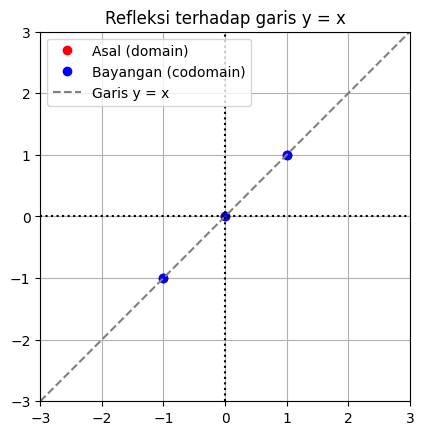 Refleksi terhadap garis y = x
Asal (domain)
Bayangan (codomain)
Garis y = x
3
2
1
0
−1
−2
−3
−3 −2 −1 0 1 2 3